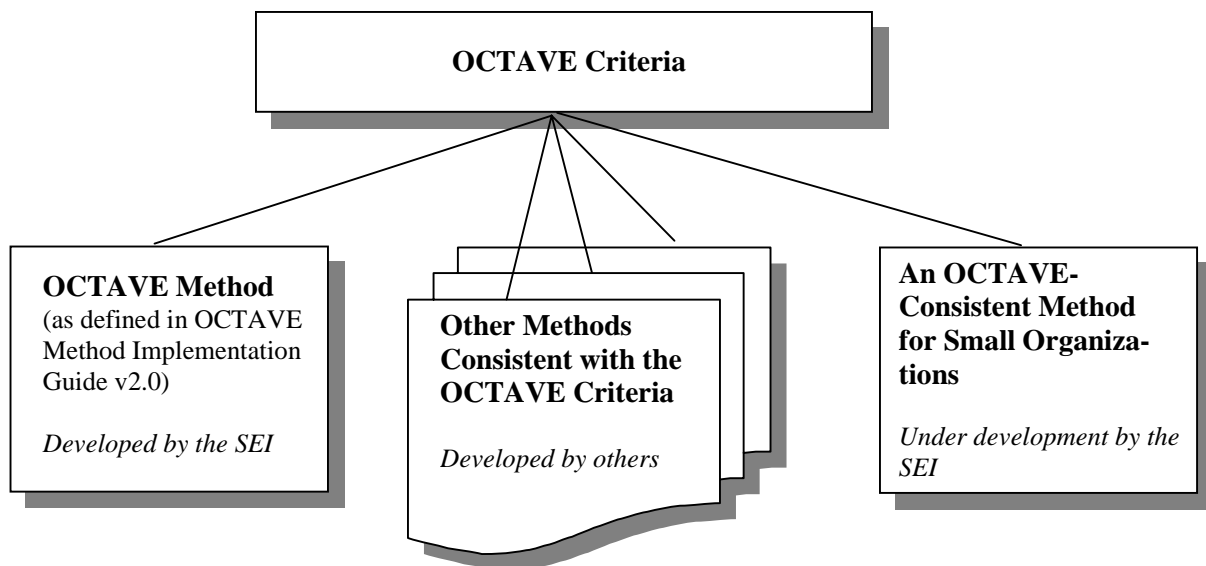 OCTAVE Criteria
OCTAVE Method
(as defined in OCTAVE
Method Implementation
Guide v2.0)
Developed by the SEI
Other Methods
Consistent with the
OCTAVE Criteria
Developed by others
An OCTAVE-
Consistent Method
for Small Organiza-
tions
Under development by the
SEI